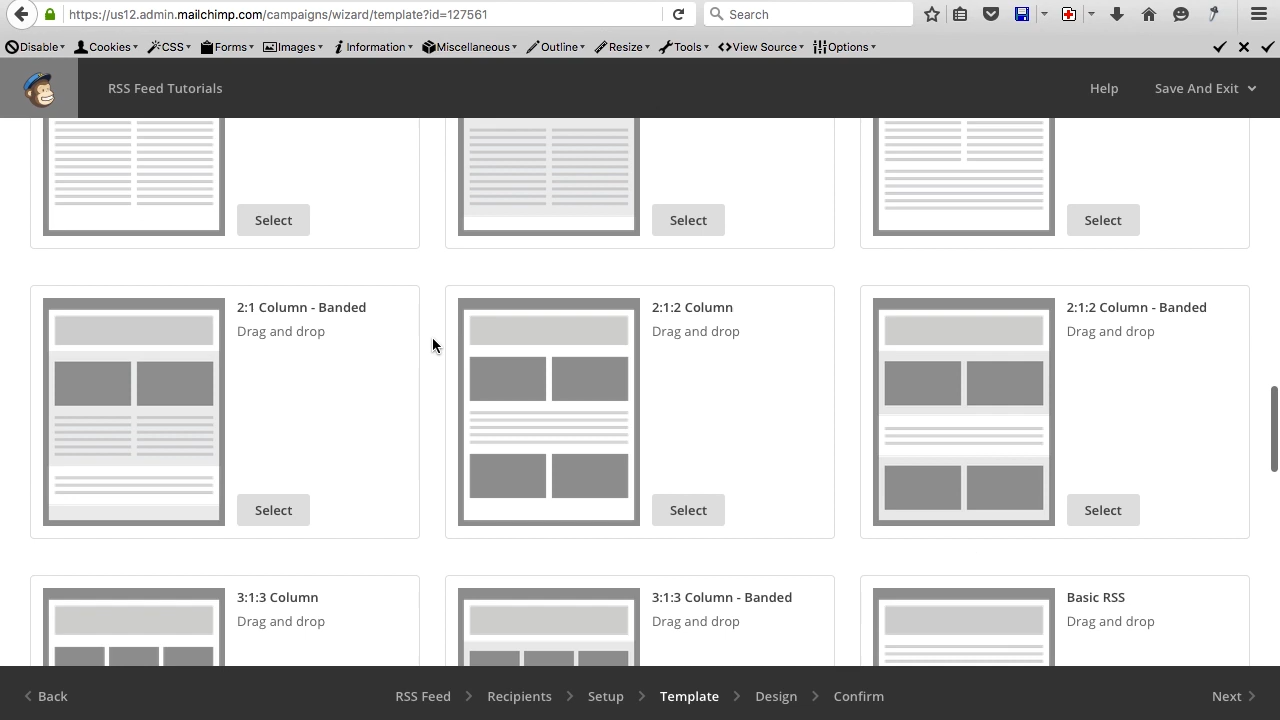 https://us12.admin.mailchimp.com/campaigns/wizard/template?id=127561
Search
Disable Cookies CSS Forms Images Information Miscellaneous Outline Resize Tools View Source Options
RSS Feed Tutorials Help Save And Exit
Select Select Select
2:1 Column - Banded
Drag and drop
Select
2:1:2 Column
Drag and drop
Select
2:1:2 Column - Banded
Drag and drop
Select
3:1:3 Column
Drag and drop
3:1:3 Column - Banded
Drag and drop
Basic RSS
Drag and drop
Back RSS Feed Recipients Setup Template Design Confirm Next